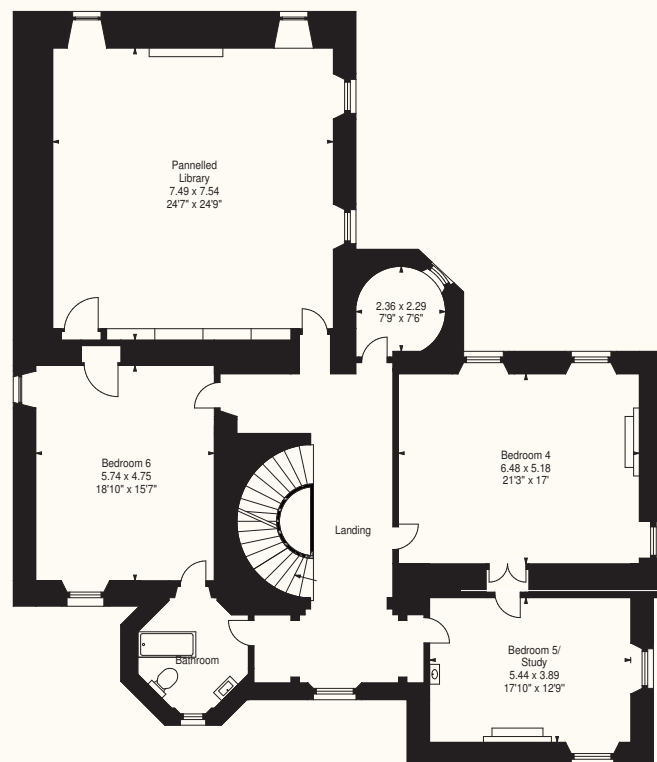 Pannelled
Library
7.49 x 7.54
24'7" x 24'9"
2.36 x 2.29
7'9" x 7'6"
Bedroom 6
5.74 x 4.75
18'10" x 15'7"
Bedroom 4
6.48 x 5.18
21'3" x 17'
Landing
Bathroom
Bedroom 5/
Study
5.44 x 3.89
17'10" x 12'9"